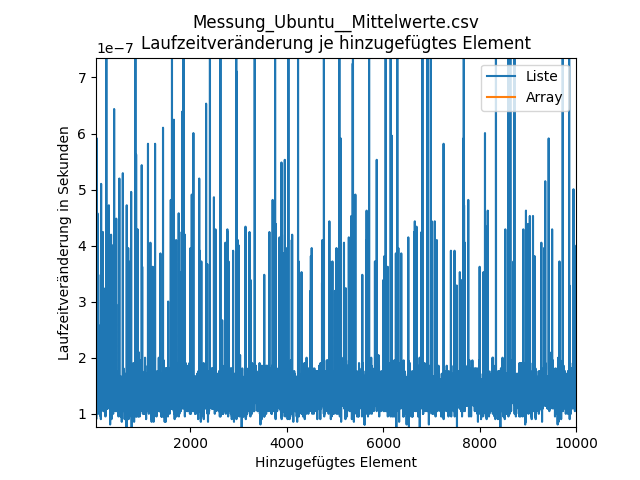 Messung_Ubuntu__Mittelwerte.csv
Laufzeitveränderung je hinzugefügtes Element
1e−7
Liste
Array
7
6
5
4
3
2
1
Laufzeitveränderung in Sekunden
2000 4000 6000 8000 10000
Hinzugefügtes Element